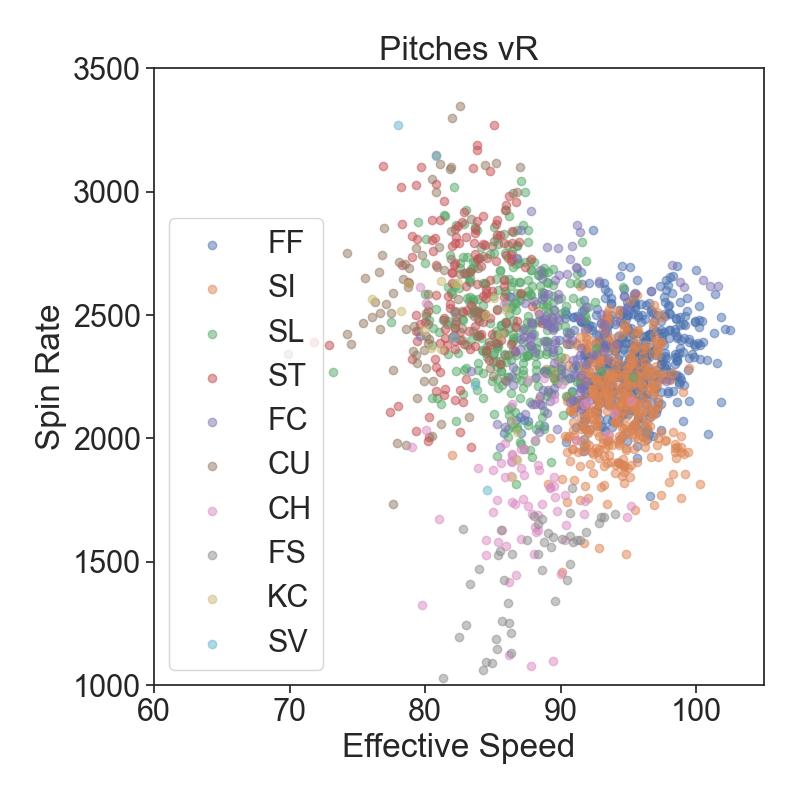 Pitches vR
3500
3000
2500
2000
1500
1000
Spin Rate
FF
SI
SL
ST
FC
CU
CH
FS
KC
SV
60 70 80 90 100
Effective Speed